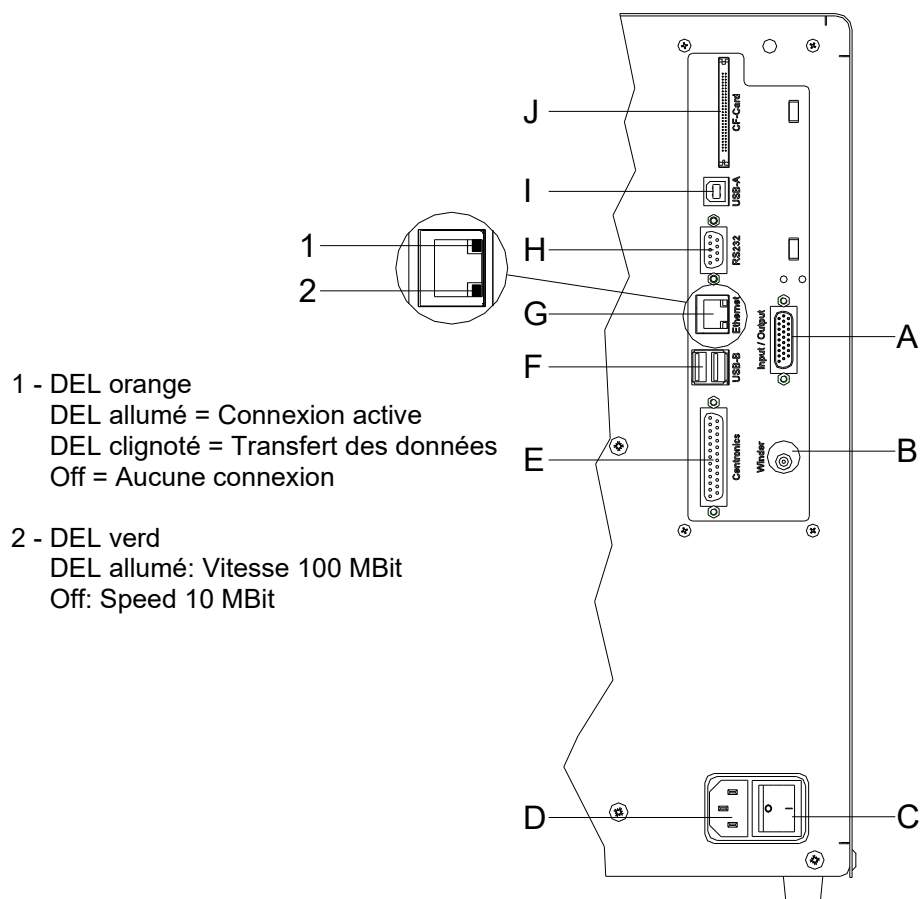 J
CF-Card
I
USB-A
1
H
RS232
2
G
Ethernet
Input / Output
A
F
USB-B
1 - DEL orange
DEL allumé = Connexion active
DEL clignoté = Transfert des données
Off = Aucune connexion
E
Centronics
Winder
B
2 - DEL verd
DEL allumé: Vitesse 100 MBit
Off: Speed 10 MBit
D
C